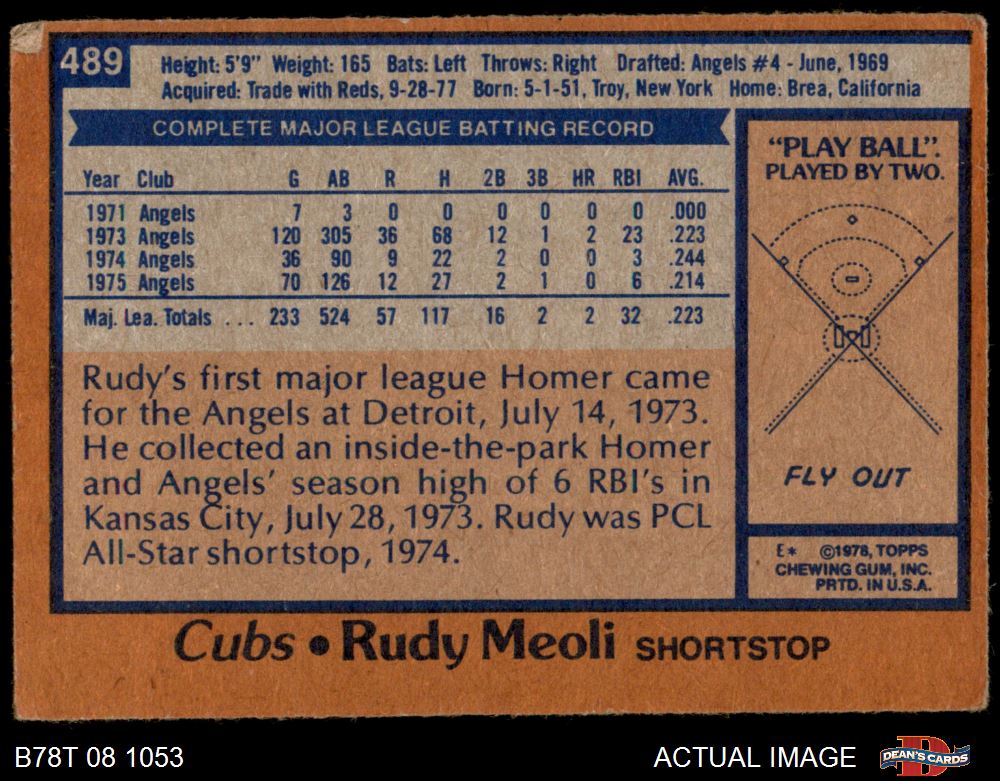 489
Height: 5'9" Weight: 165 Bats: Left Throws: Right Drafted: Angels #4 - June, 1969
Acquired: Trade with Reds, 9-28-77 Born: 5-1-51, Troy, New York Home: Brea, California
COMPLETE MAJOR LEAGUE BATTING RECORD
Year Club G AB R H 2B 3B HR RBI AVG.
1971 Angels 7 3 0 0 0 0 0 0 .000
1973 Angels 120 305 36 68 12 1 2 23 .223
1974 Angels 36 90 9 22 2 0 0 3 .244
1975 Angels 70 126 12 27 2 1 0 6 .214
Maj. Lea. Totals ... 233 524 57 117 16 2 2 32 .223
Rudy's first major league Homer came
for the Angels at Detroit, July 14, 1973.
He collected an inside-the-park Homer
and Angels' season high of 6 RBI's in
Kansas City, July 28, 1973. Rudy was PCL
All-Star shortstop, 1974.
"PLAY BALL".
PLAYED BY TWO.
FLY OUT
E* ©1978, TOPPS
CHEWING GUM, INC.
PRTD. IN U.S.A.
Cubs • Rudy Meoli SHORTSTOP
B78T 08 1053
ACTUAL IMAGE
DEAN'S CARDS